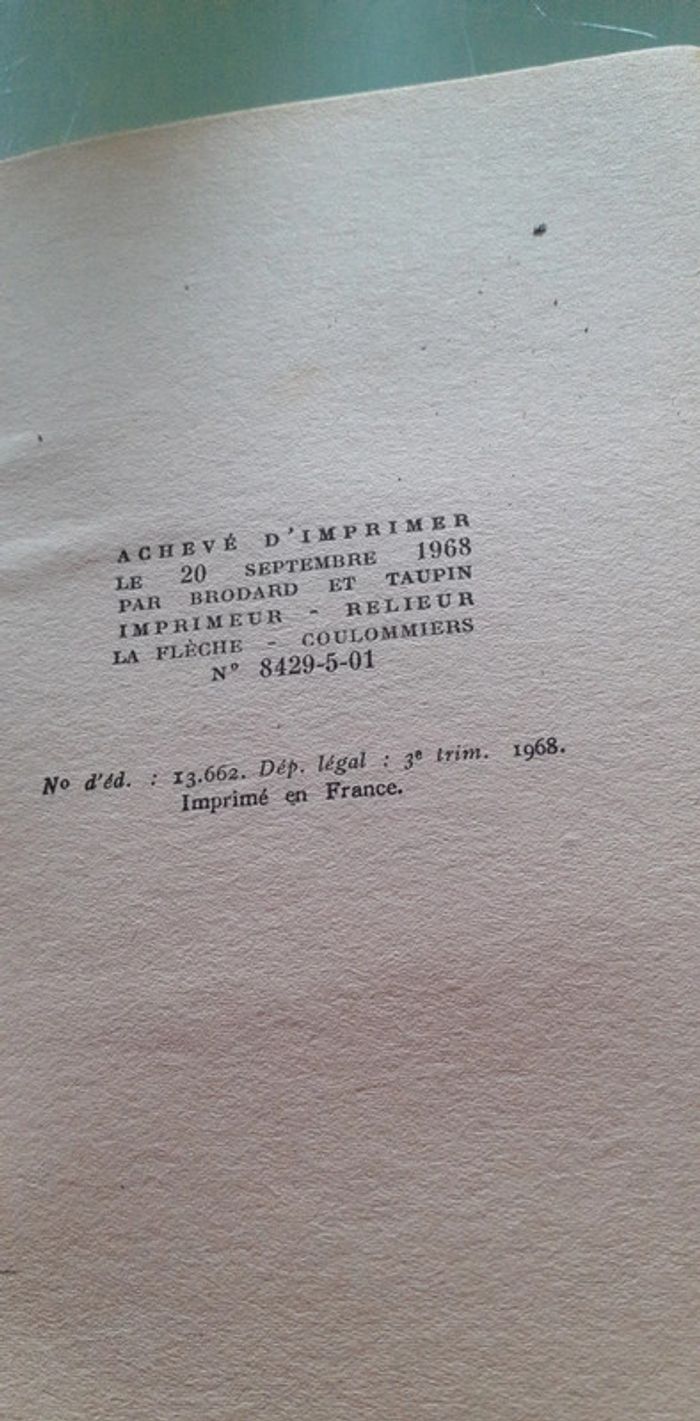 ACHEVÉ D'IMPRIMER
LE 20 SEPTEMBRE 1968
PAR BRODARD ET TAUPIN
IMPRIMEUR - RELIEUR
LA FLÈCHE - COULOMMIERS
N° 8429-5-01
No d'éd. : 13.662. Dép. légal : 3e trim. 1968.
Imprimé en France.